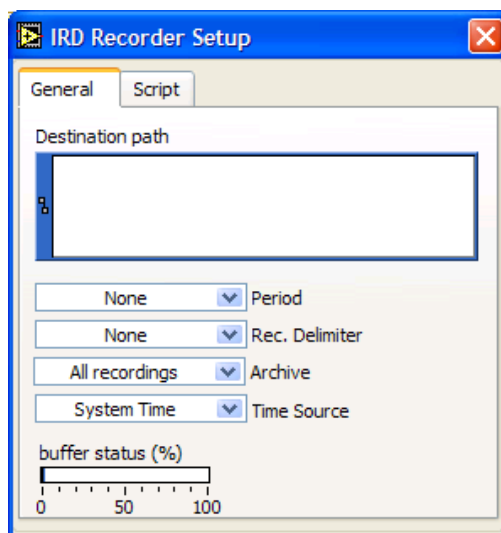 IRD Recorder Setup
General Script
Destination path
None Period
None Rec. Delimiter
All recordings Archive
System Time Time Source
buffer status (%)
0 50 100